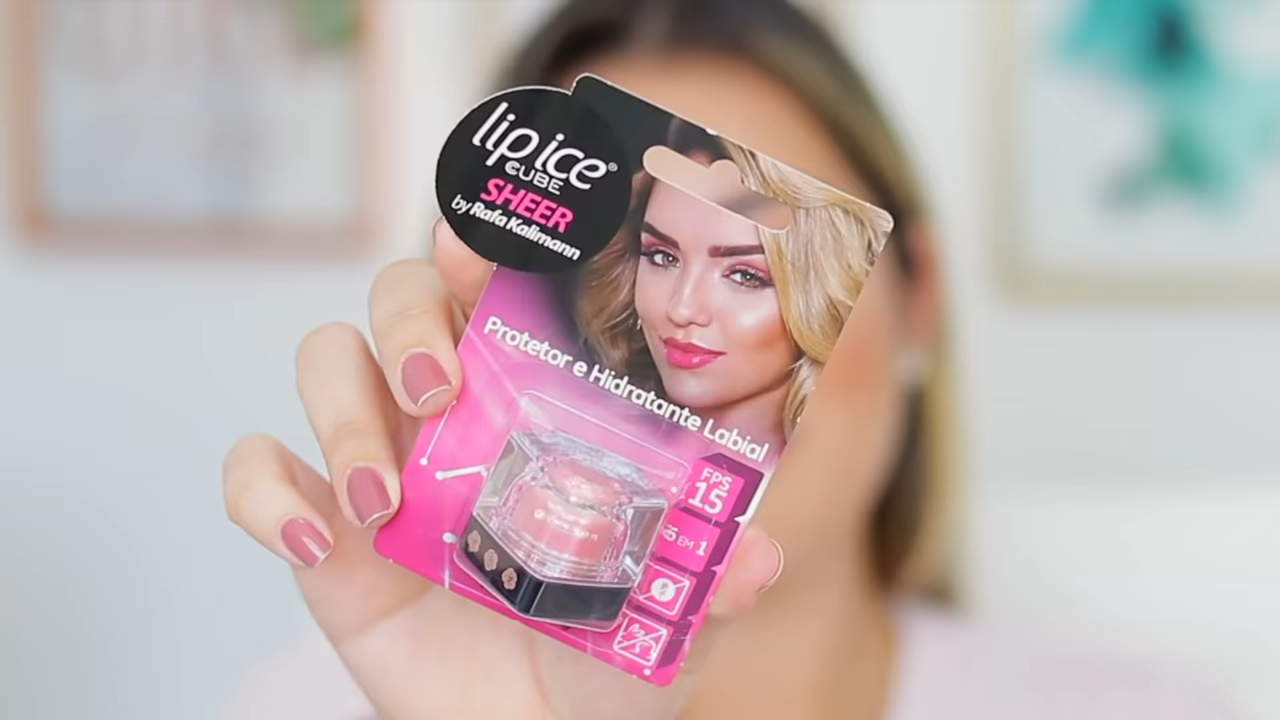 lip ice®
CUBE
SHEER
by Rafa Kalimann
Protetor e Hidratante Labial
FPS
15
EM 1